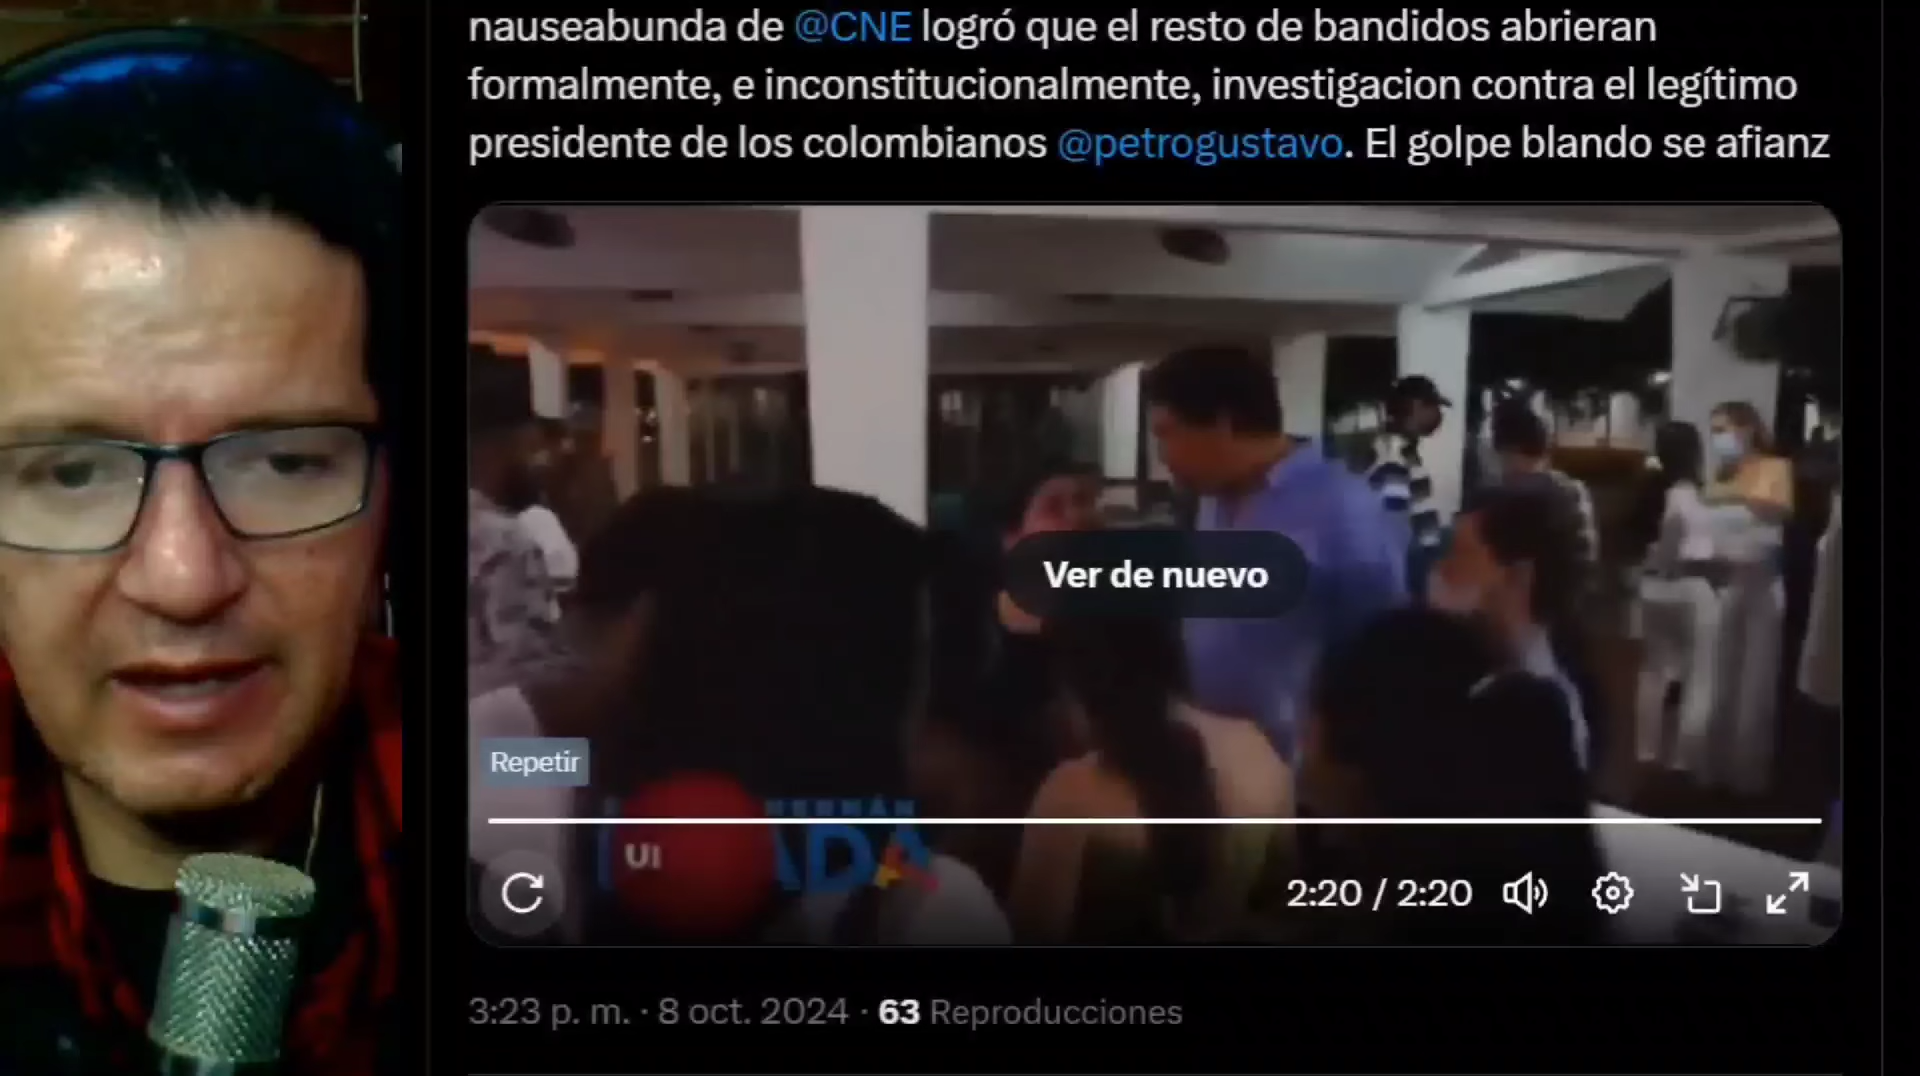 nauseabunda de @CNE logró que el resto de bandidos abrieran
formalmente, e inconstitucionalmente, investigacion contra el legítimo
presidente de los colombianos @petrogustavo. El golpe blando se afianz
Ver de nuevo
Repetir
UI
2:20 / 2:20
3:23 p. m. · 8 oct. 2024 · 63 Reproducciones